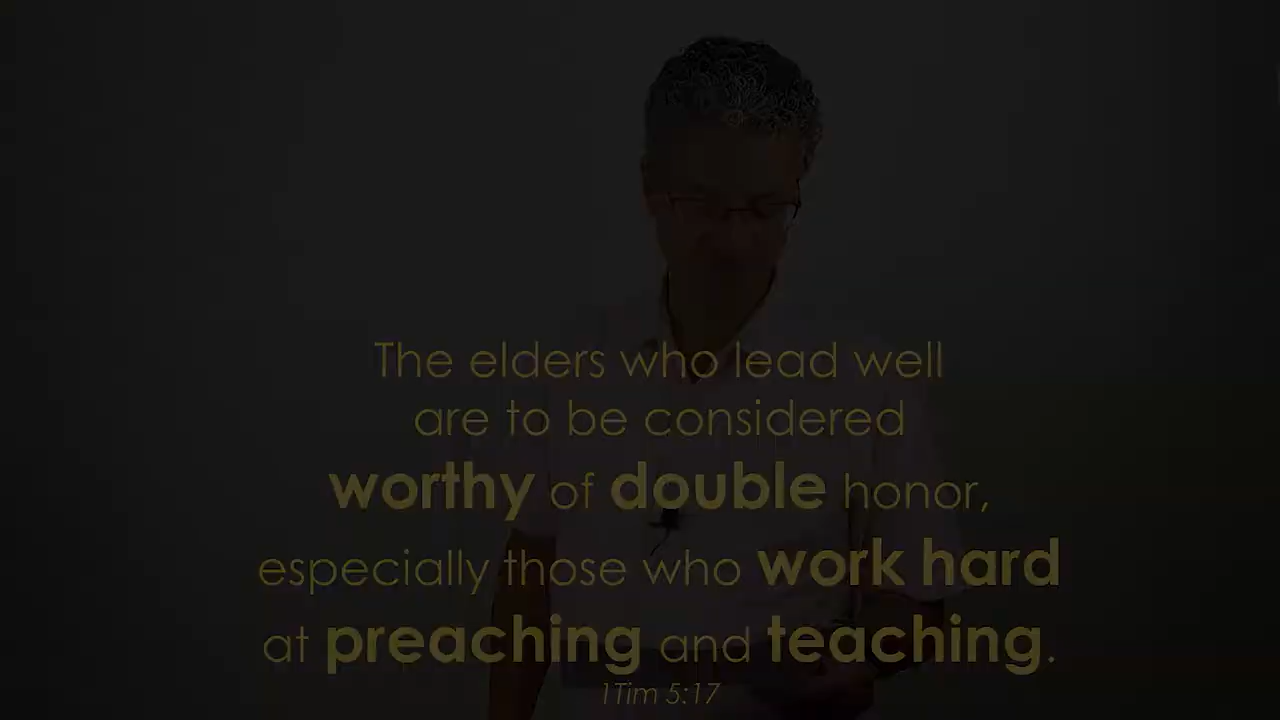 The elders who lead well
are to be considered
worthy of double honor,
especially those who work hard
at preaching and teaching.
1Tim 5:17